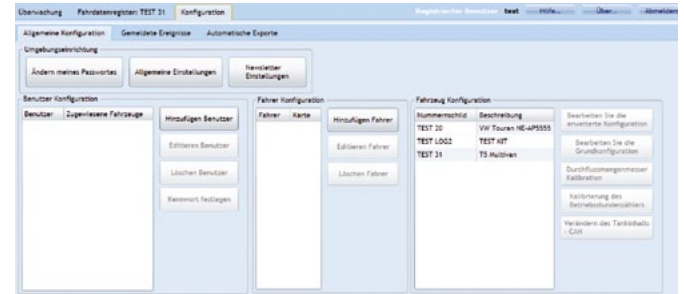 Überwachung Fahrdatenregister: TEST 31 Konfiguration Registrierter Benutzer test Hilfe... Über... Abmelden
Allgemeine Konfiguration Gemeldete Ereignisse Automatische Exporte
Umgebungseinrichtung
Ändern meines Passwortes
Allgemeine Einstellungen
Newsletter
Einstellungen
Benutzer Konfiguration
Benutzer Zugewiesene Fahrzeuge
Hinzufügen Benutzer
Editieren Benutzer
Löschen Benutzer
Kennwort festlegen
Fahrer Konfiguration
Fahrer Karte
Hinzufügen Fahrer
Editieren Fahrer
Löschen Fahrer
Fahrzeug Konfiguration
Nummernschild Beschreibung
TEST 20 VW Touran NE-AP5555
TEST LOG2 TEST KIT
TEST 31 T5 Multiven
Bearbeiten Sie die
erweiterte Konfiguration
Bearbeiten Sie die
Grundkonfiguration
Durchflussmengenmesser
Kalibration
Kalibrierung des
Betriebsstundenzählers
Verändern des Tankinhalts
- CAN